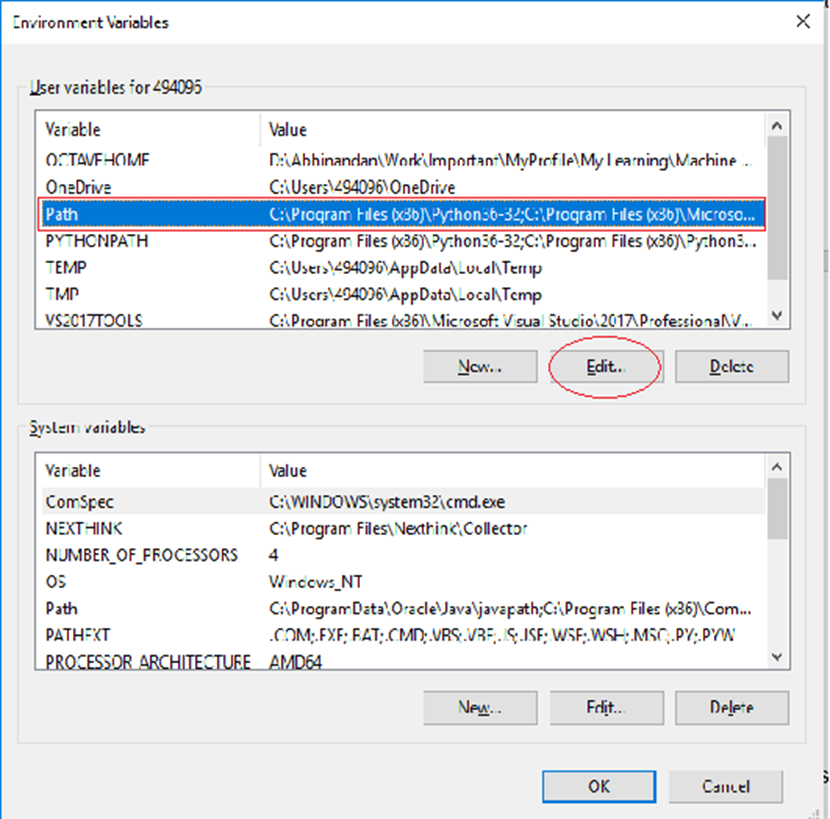 Environment Variables
User variables for 494096
Variable Value
OCTAVEHOME D:\Abhinandan\Work\Important\MyProfile\My Learning\Machine ...
OneDrive C:\Users\494096\OneDrive
Path C:\Program Files (x86)\Python36-32;C:\Program Files (x86)\Microso...
PYTHONPATH C:\Program Files (x86)\Python36-32;C:\Program Files (x86)\Python3...
TEMP C:\Users\494096\AppData\Local\Temp
TMP C:\Users\494096\AppData\Local\Temp
VS2017TOOLS C:\Program Files (x86)\Microsoft Visual Studio\2017\Professional\V...
New... Edit... Delete
System variables
Variable Value
ComSpec C:\WINDOWS\system32\cmd.exe
NEXTHINK C:\Program Files\Nexthink\Collector
NUMBER_OF_PROCESSORS 4
OS Windows_NT
Path C:\ProgramData\Oracle\Java\javapath;C:\Program Files (x86)\Com...
PATHEXT .COM;.EXE;.BAT;.CMD;.VBS;.VBE;.JS;.JSE;.WSF;.WSH;.MSC;.PY;.PYW
PROCESSOR_ARCHITECTURE AMD64
New... Edit... Delete
OK Cancel